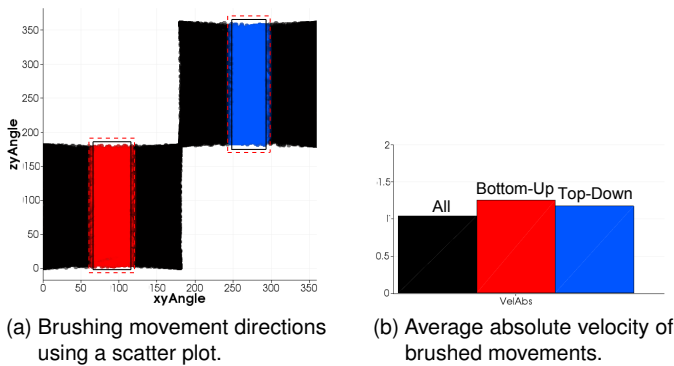 350
300
250
200
150
100
50
0
zyAngle
0
50
100
150
200
250
300
350
xyAngle
2
1.5
1
0.5
0
All
Bottom-Up
Top-Down
VelAbs
(a) Brushing movement directions
using a scatter plot.
(b) Average absolute velocity of
brushed movements.